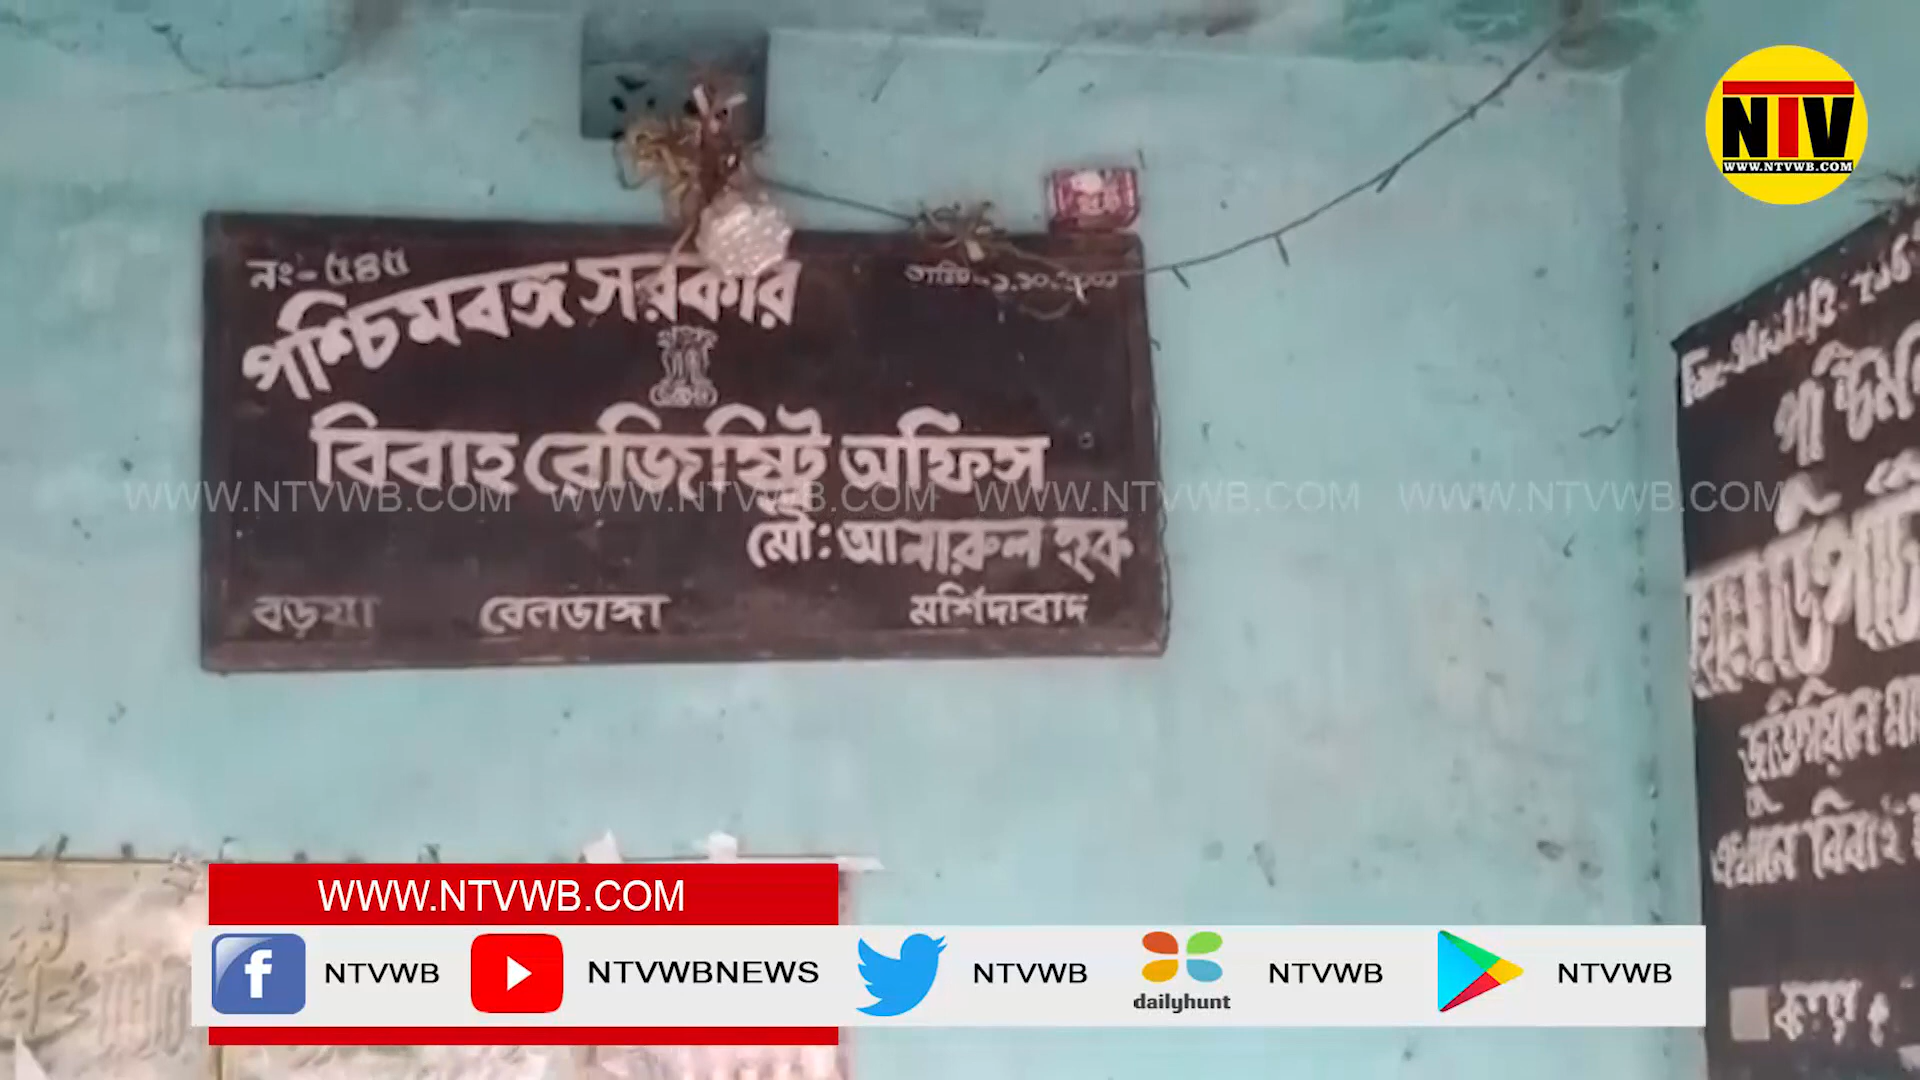 NTV
WWW.NTVWB.COM
নং-৫৪৫
পশ্চিমবঙ্গ সরকার
বিবাহ রেজিষ্ট্রি অফিস
WWW.NTVWB.COM WWW.NTVWB.COM WWW.NTVWB.COM WWW.NTVWB.COM
মৌ: আনারুল হক
বড়য়া বেলডাঙ্গা মর্শিদাবাদ
এখানে বিবাহ
WWW.NTVWB.COM
NTVWB NTVWBNEWS NTVWB dailyhunt NTVWB NTVWB